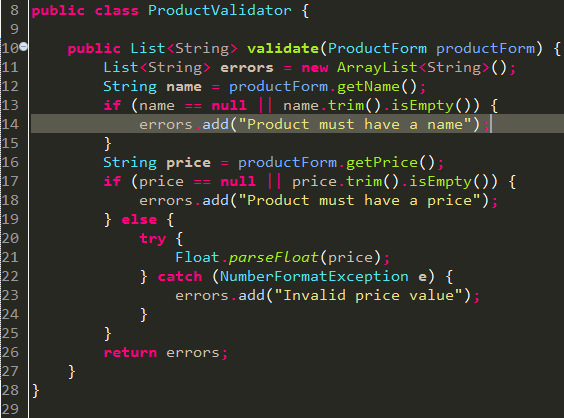 8 public class ProductValidator {
9
10 public List<String> validate(ProductForm productForm) {
11 List<String> errors = new ArrayList<String>();
12 String name = productForm.getName();
13 if (name == null || name.trim().isEmpty()) {
14 errors.add("Product must have a name");
15 }
16 String price = productForm.getPrice();
17 if (price == null || price.trim().isEmpty()) {
18 errors.add("Product must have a price");
19 } else {
20 try {
21 Float.parseFloat(price);
22 } catch (NumberFormatException e) {
23 errors.add("Invalid price value");
24 }
25 }
26 return errors;
27 }
28 }
29